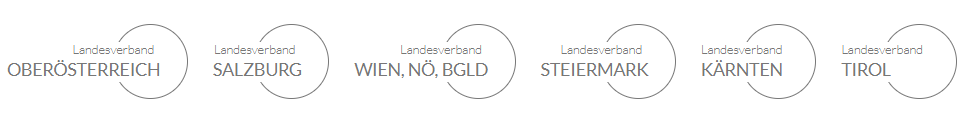 Landesverband
OBERÖSTERREICH
Landesverband
SALZBURG
Landesverband
WIEN, NÖ, BGLD
Landesverband
STEIERMARK
Landesverband
KÄRNTEN
Landesverband
TIROL